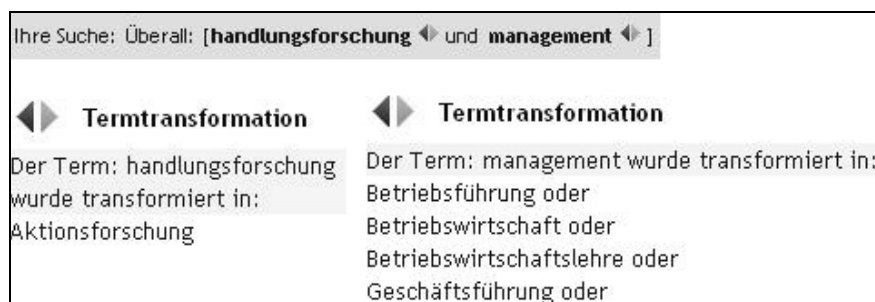 Ihre Suche: Überall: [handlungsforschung und management ]
Termtransformation
Der Term: handlungsforschung
wurde transformiert in:
Aktionsforschung
Termtransformation
Der Term: management wurde transformiert in:
Betriebsführung oder
Betriebswirtschaft oder
Betriebswirtschaftslehre oder
Geschäftsführung oder